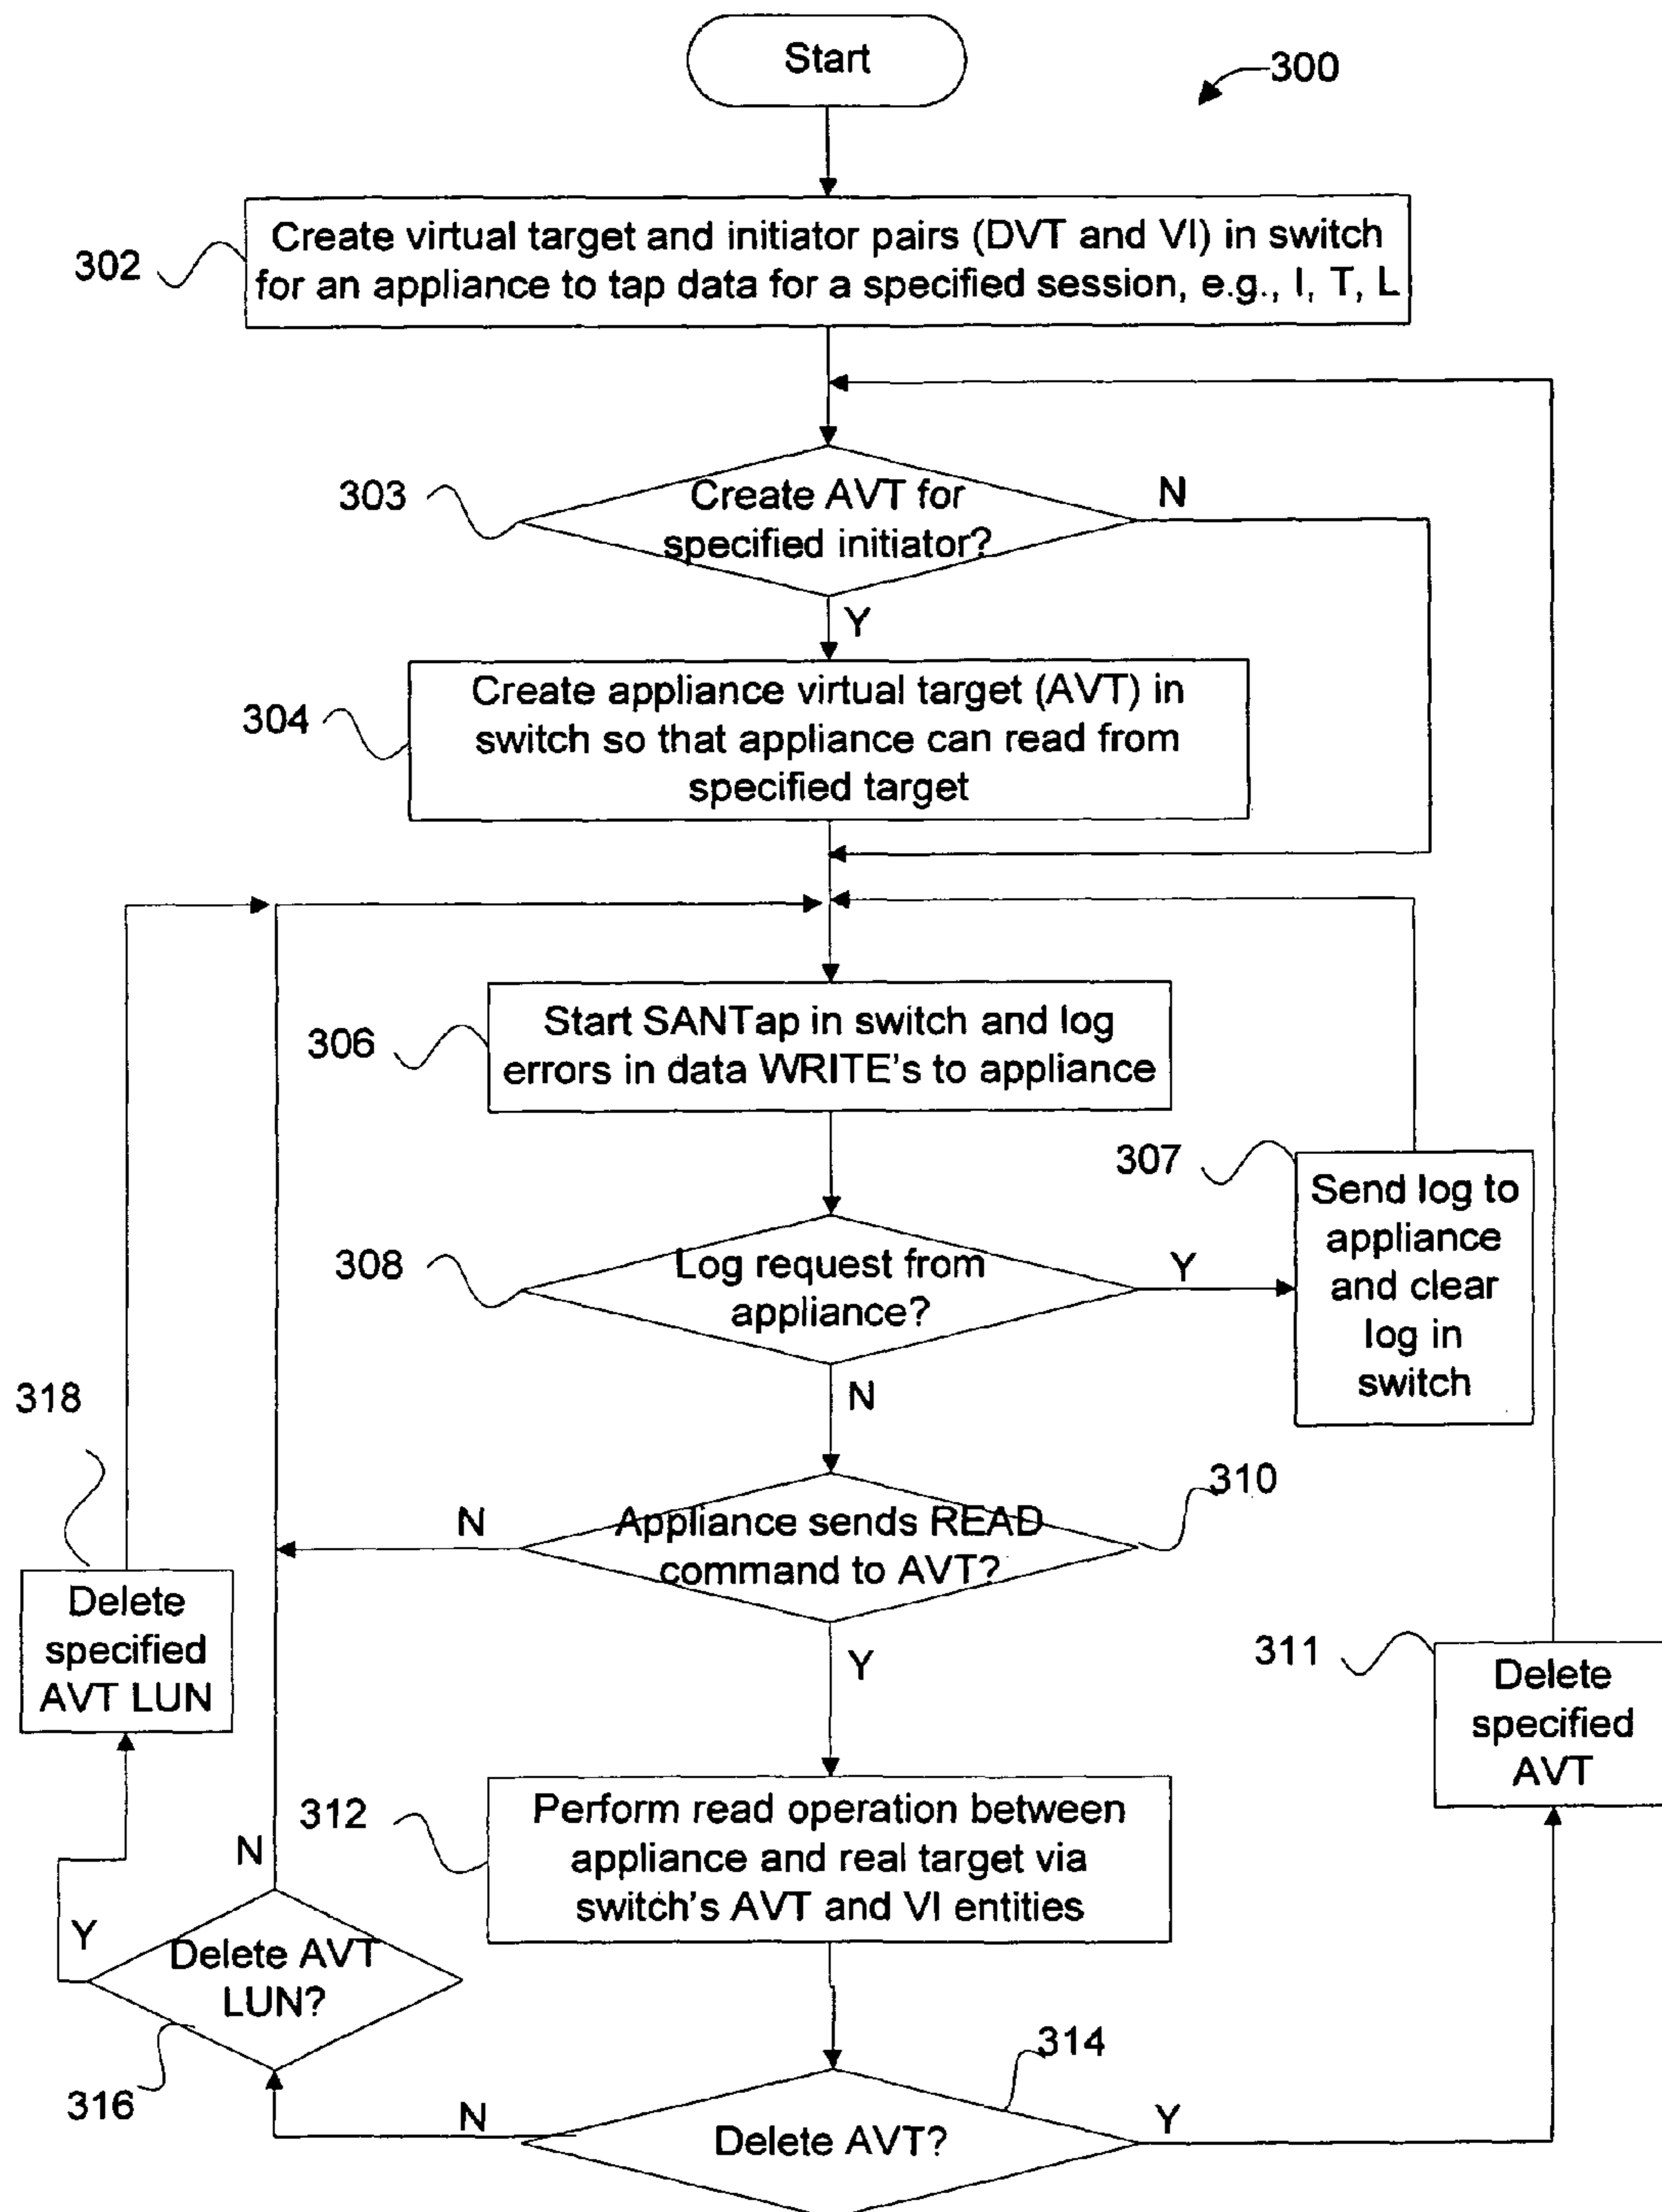 Start
300
Create virtual target and initiator pairs (DVT and VI) in switch
for an appliance to tap data for a specified session, e.g., I, T, L
302
Create AVT for
specified initiator?
303
N
Y
Create appliance virtual target (AVT) in
switch so that appliance can read from
specified target
304
Start SANTap in switch and log
errors in data WRITE's to appliance
306
307
Send log to
appliance
and clear
log in
switch
Log request from
appliance?
308
Y
N
318
Appliance sends READ
command to AVT?
310
N
Y
Delete
specified
AVT LUN
311
Delete
specified
AVT
Perform read operation between
appliance and real target via
switch's AVT and VI entities
312
N
Y
Delete AVT
LUN?
316
314
Delete AVT?
N
Y